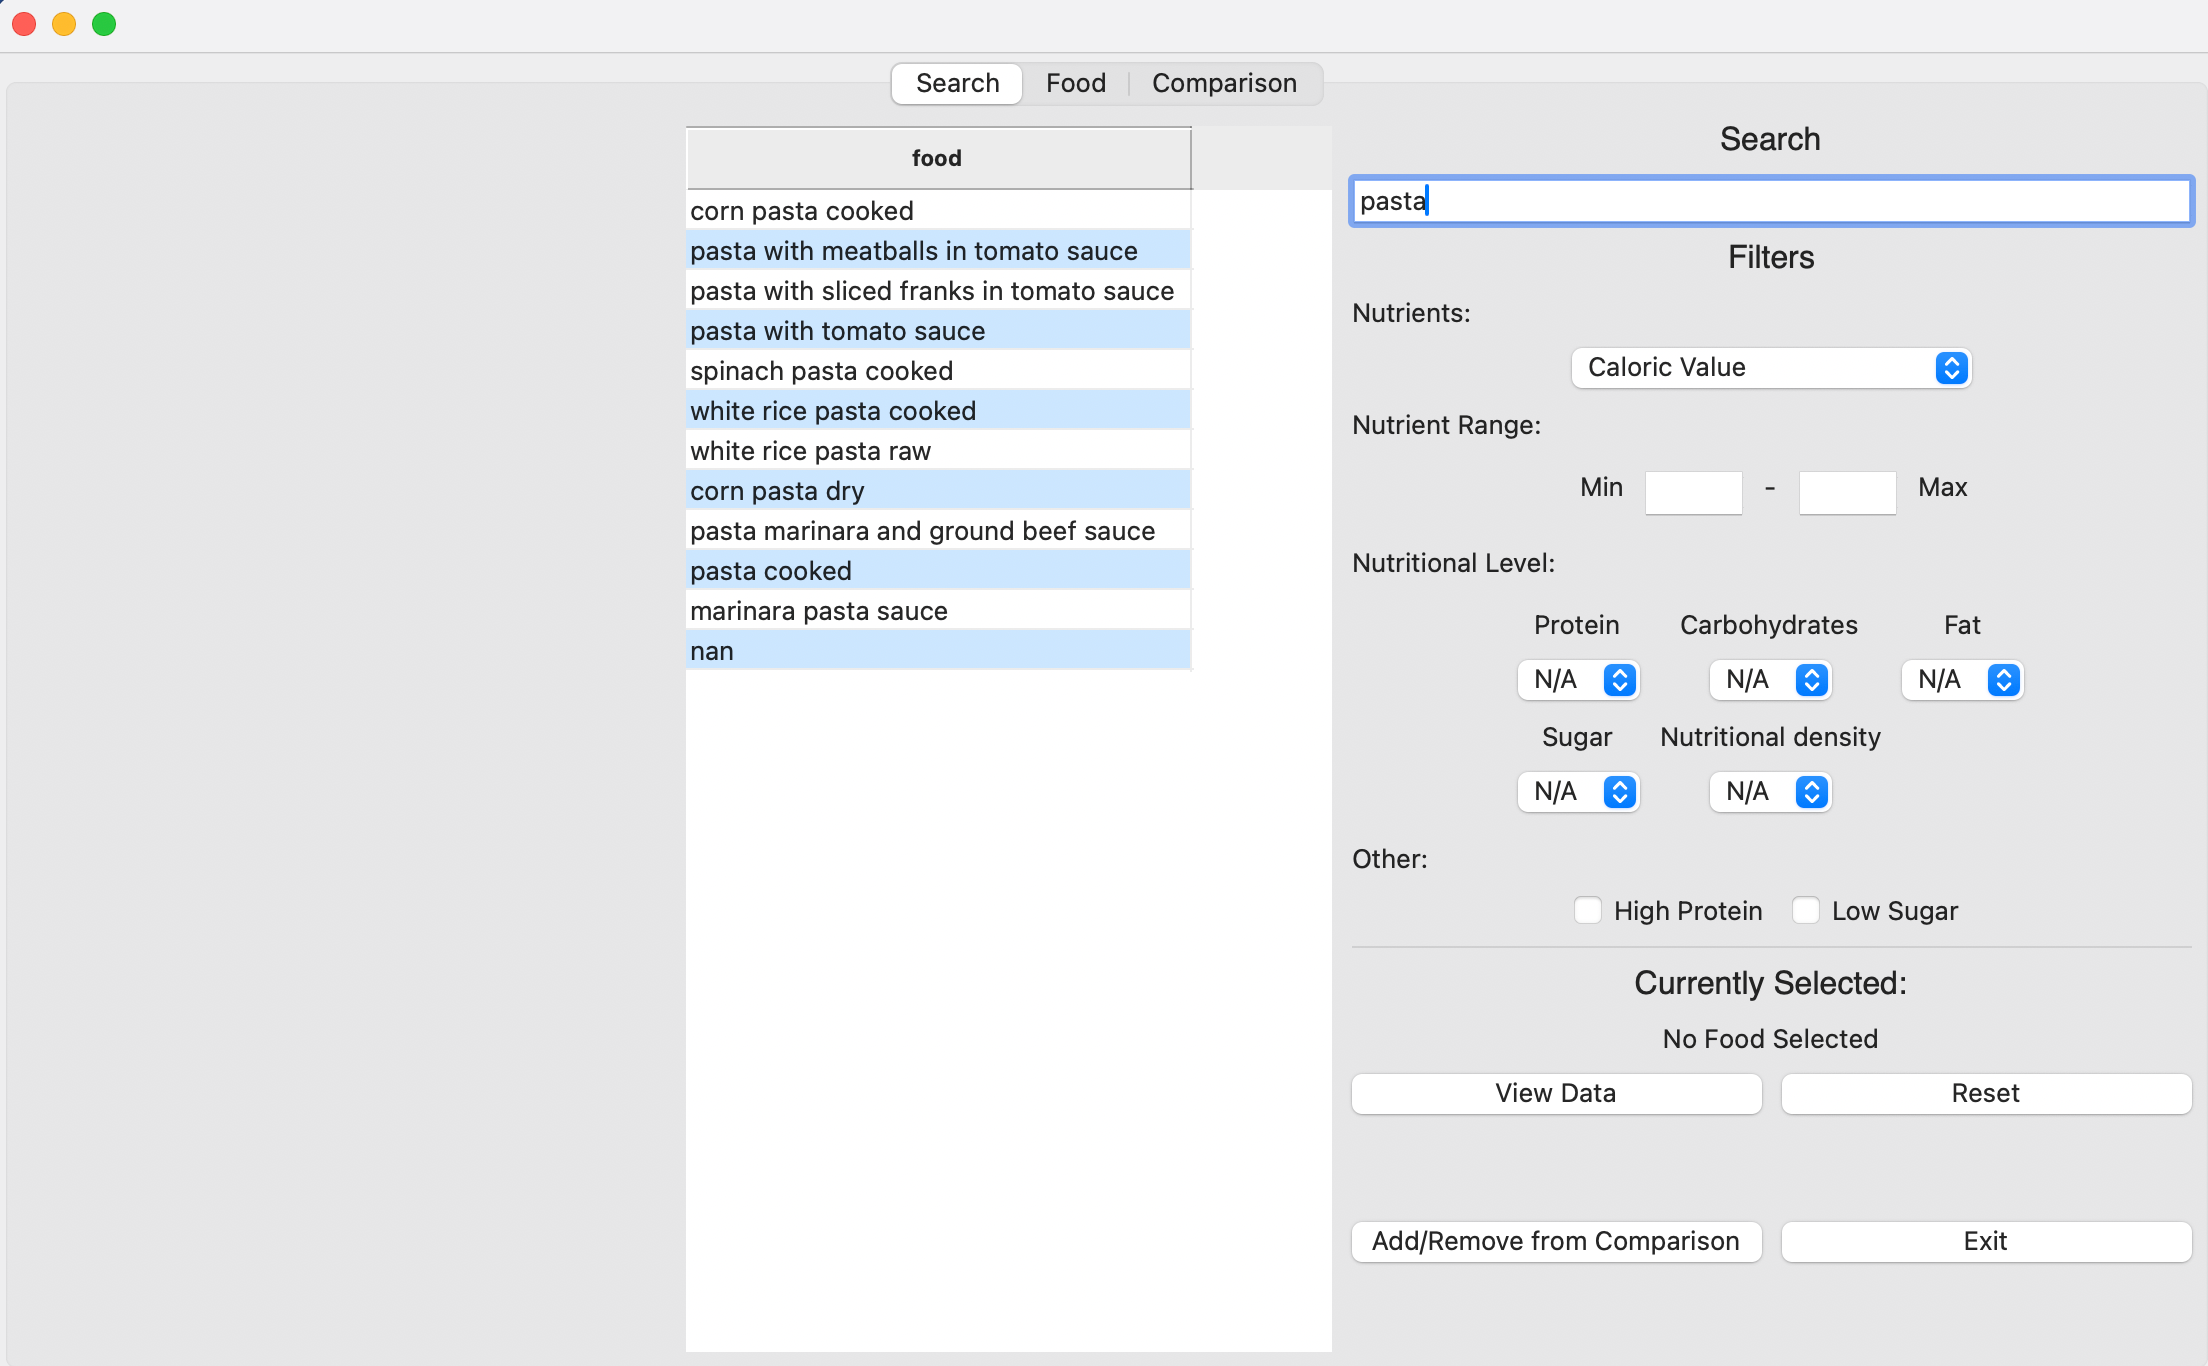 Search Food Comparison
food
corn pasta cooked
pasta with meatballs in tomato sauce
pasta with sliced franks in tomato sauce
pasta with tomato sauce
spinach pasta cooked
white rice pasta cooked
white rice pasta raw
corn pasta dry
pasta marinara and ground beef sauce
pasta cooked
marinara pasta sauce
nan
Search
pasta
Filters
Nutrients:
Caloric Value
Nutrient Range:
Min - Max
Nutritional Level:
Protein Carbohydrates Fat
N/A N/A N/A
Sugar Nutritional density
N/A N/A
Other:
High Protein Low Sugar
Currently Selected:
No Food Selected
View Data Reset
Add/Remove from Comparison Exit